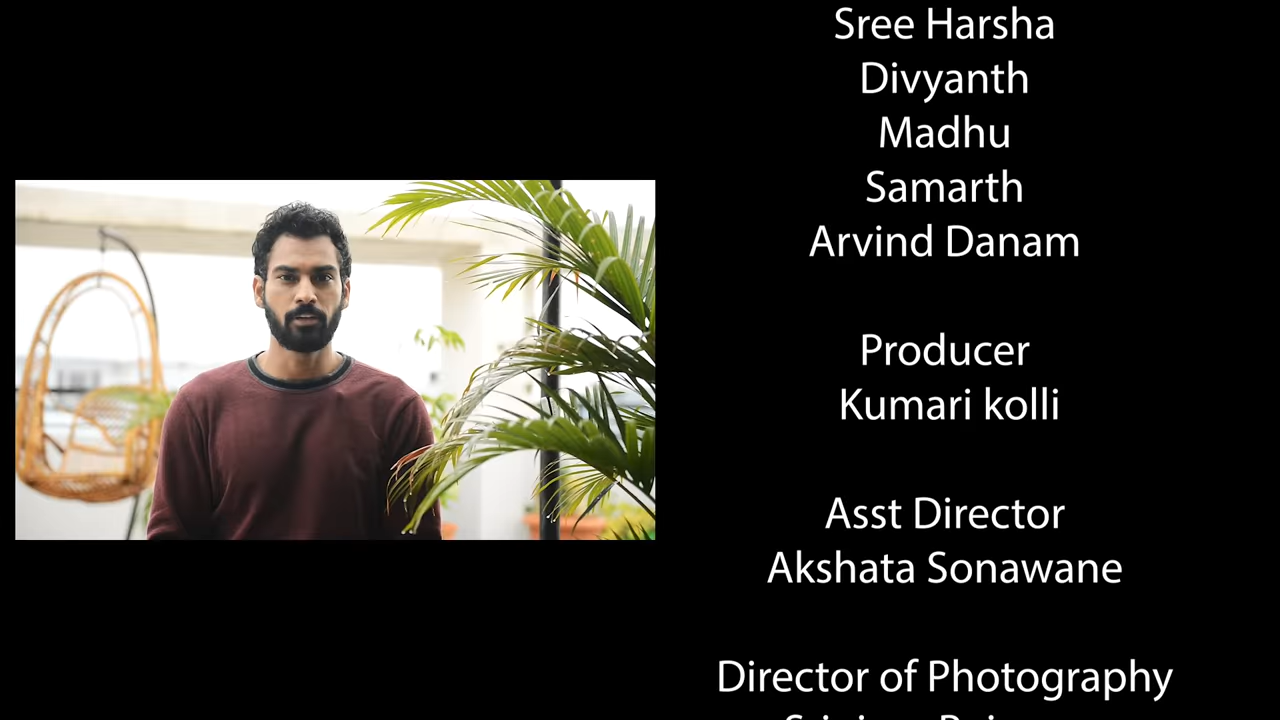 Sree Harsha
Divyanth
Madhu
Samarth
Arvind Danam
Producer
Kumari kolli
Asst Director
Akshata Sonawane
Director of Photography